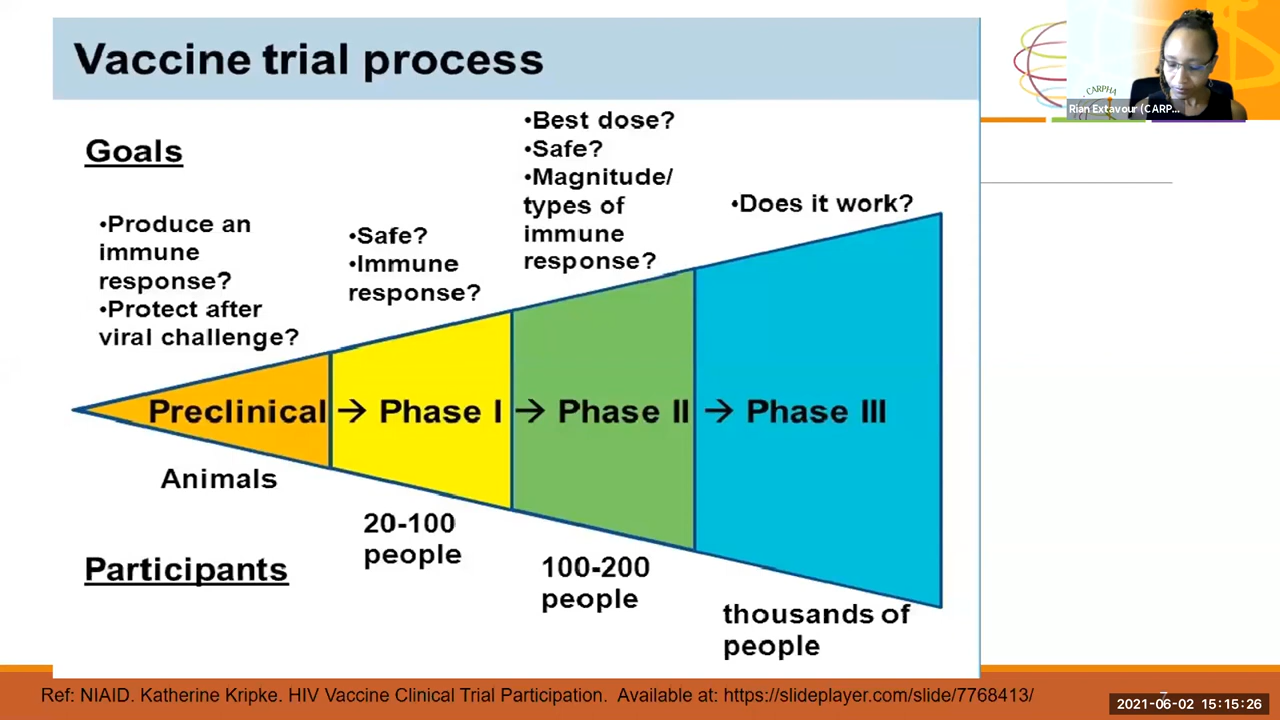 Vaccine trial process
CARPHA
Rian Extavour (CARP...
Goals
•Produce an
immune
response?
•Protect after
viral challenge?
•Safe?
•Immune
response?
•Best dose?
•Safe?
•Magnitude/
types of
immune
response?
•Does it work?
Preclinical → Phase I → Phase II → Phase III
Animals
20-100
people
100-200
people
thousands of
people
Participants
Ref: NIAID. Katherine Kripke. HIV Vaccine Clinical Trial Participation. Available at: https://slideplayer.com/slide/7768413/
7
2021-06-02 15:15:26